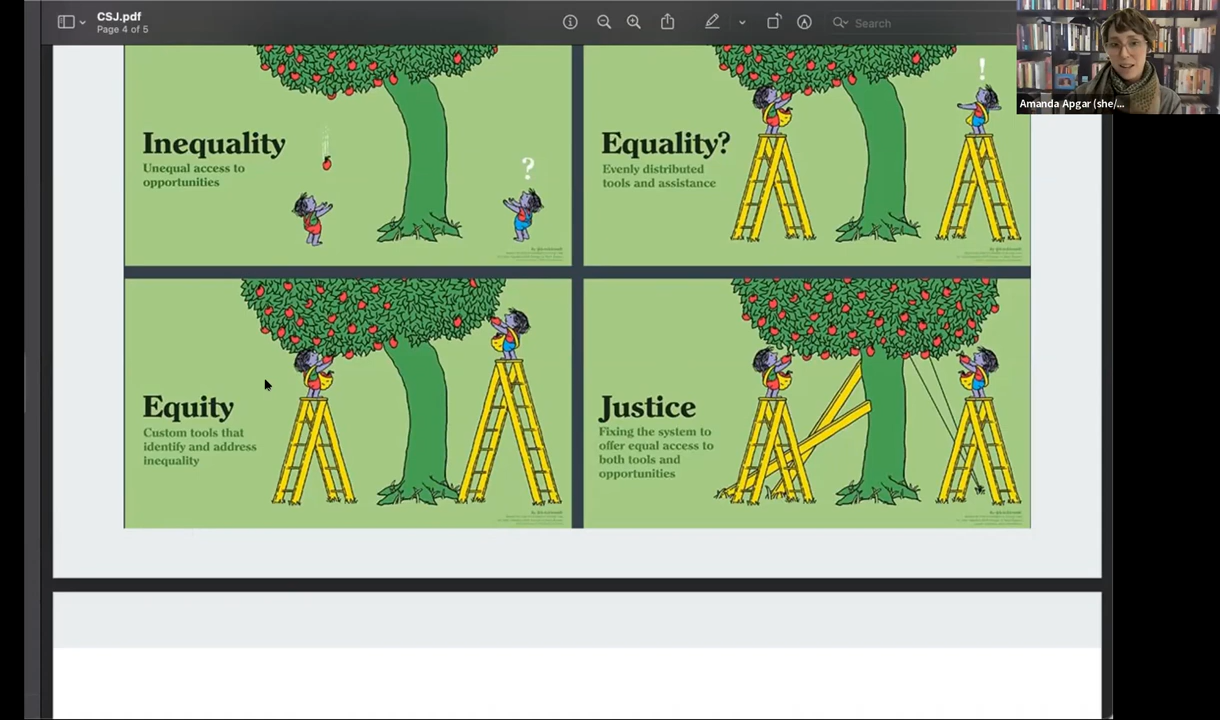 CSJ.pdf
Page 4 of 5
Search
Amanda Apgar (she/...
Inequality
Unequal access to
opportunities
?
Equality?
Evenly distributed
tools and assistance
!
Equity
Custom tools that
identify and address
inequality
Justice
Fixing the system to
offer equal access to
both tools and
opportunities